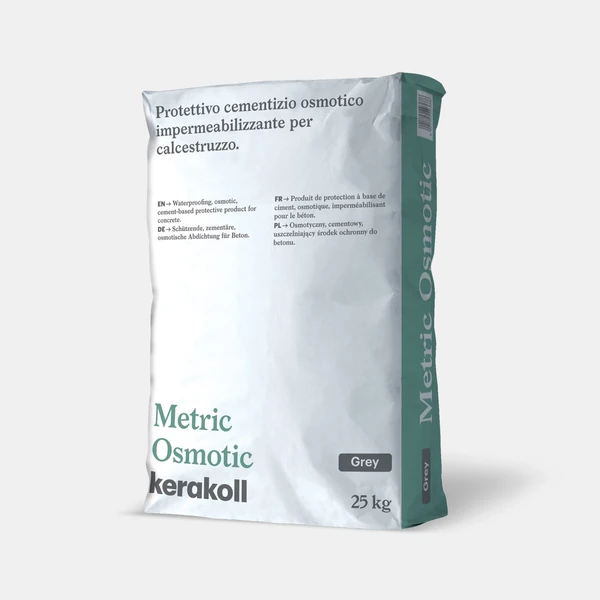 Protettivo cementizio osmotico
impermeabilizzante per
calcestruzzo.
EN→ Waterproofing, osmotic,
cement-based protective product for
concrete.
DE→ Schützende, zementäre,
osmotische Abdichtung für Beton.
FR→ Produit de protection à base de
ciment, osmotique, imperméabilisant
pour le béton.
PL→ Osmotyczny, cementowy,
uszczelniający środek ochronny do
betonu.
Metric
Osmotic
kerakoll
Grey
25 kg
Metric Osmotic
Grey